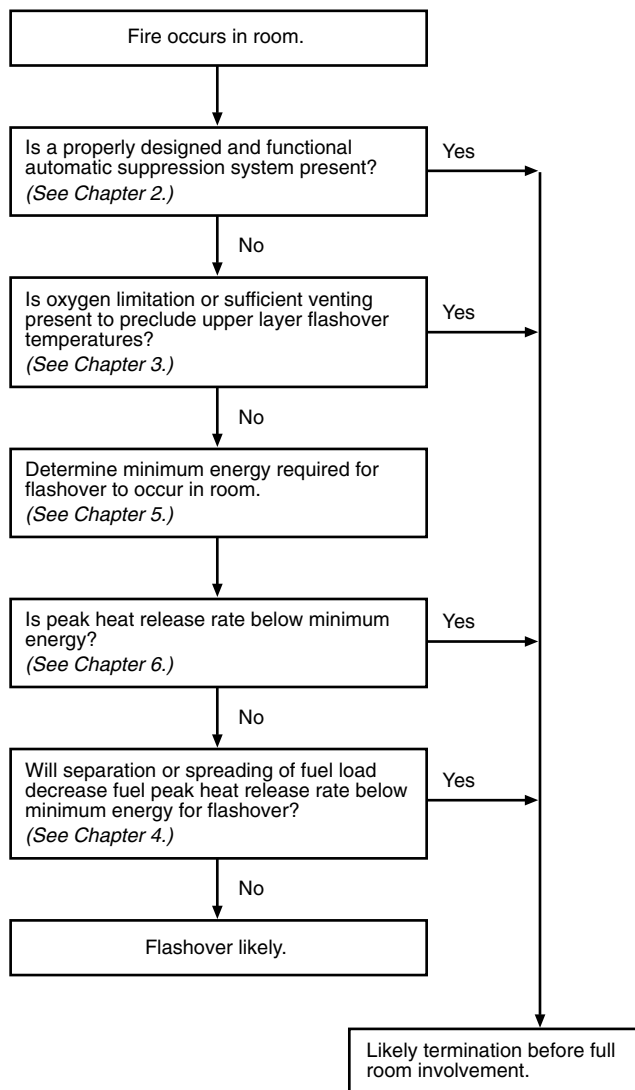 Fire occurs in room.
Is a properly designed and functional
automatic suppression system present?
(See Chapter 2.)
Yes
No
Is oxygen limitation or sufficient venting
present to preclude upper layer flashover
temperatures?
(See Chapter 3.)
Yes
No
Determine minimum energy required for
flashover to occur in room.
(See Chapter 5.)
Is peak heat release rate below minimum
energy?
(See Chapter 6.)
Yes
No
Will separation or spreading of fuel load
decrease fuel peak heat release rate below
minimum energy for flashover?
(See Chapter 4.)
Yes
No
Flashover likely.
Likely termination before full
room involvement.